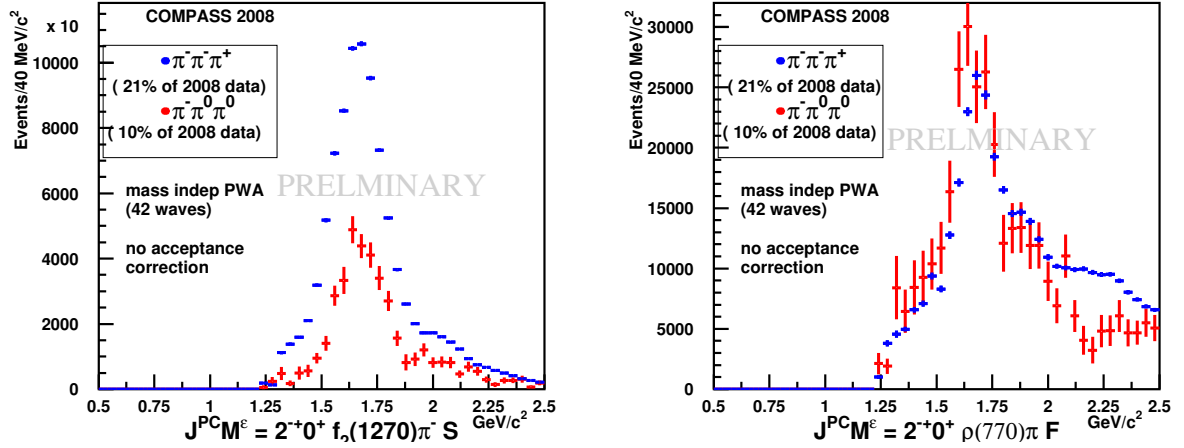 x 10
COMPASS 2008
Events/40 MeV/c²
10000
8000
6000
4000
2000
0
π⁻π⁻π⁺
( 21% of 2008 data)
π⁻π⁰π⁰
( 10% of 2008 data)
PRELMINARY
mass indep PWA
(42 waves)
no acceptance
correction
0.5 0.75 1 1.25 1.5 1.75 2 2.25 2.5
GeV/c²
J^PC M^ε = 2⁻⁺0⁺ f₂(1270)π⁻ S
COMPASS 2008
Events/40 MeV/c²
30000
25000
20000
15000
10000
5000
0
π⁻π⁻π⁺
( 21% of 2008 data)
π⁻π⁰π⁰
( 10% of 2008 data)
PRELMINARY
mass indep PWA
(42 waves)
no acceptance
correction
0.5 0.75 1 1.25 1.5 1.75 2 2.25 2.5
GeV/c²
J^PC M^ε = 2⁻⁺0⁺ ρ(770)π F